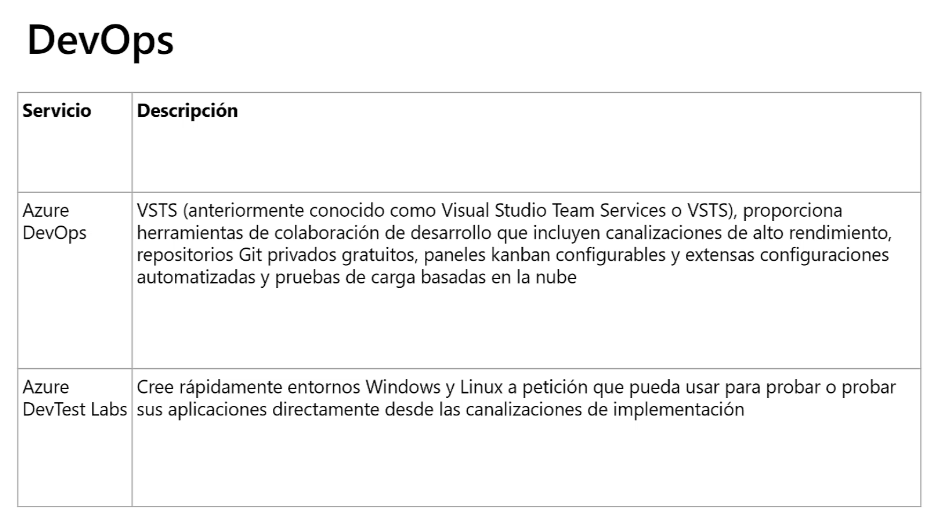 DevOps
Servicio
Descripción
Azure
DevOps
VSTS (anteriormente conocido como Visual Studio Team Services o VSTS), proporciona
herramientas de colaboración de desarrollo que incluyen canalizaciones de alto rendimiento,
repositorios Git privados gratuitos, paneles kanban configurables y extensas configuraciones
automatizadas y pruebas de carga basadas en la nube
Azure
DevTest Labs
Cree rápidamente entornos Windows y Linux a petición que pueda usar para probar o probar
sus aplicaciones directamente desde las canalizaciones de implementación